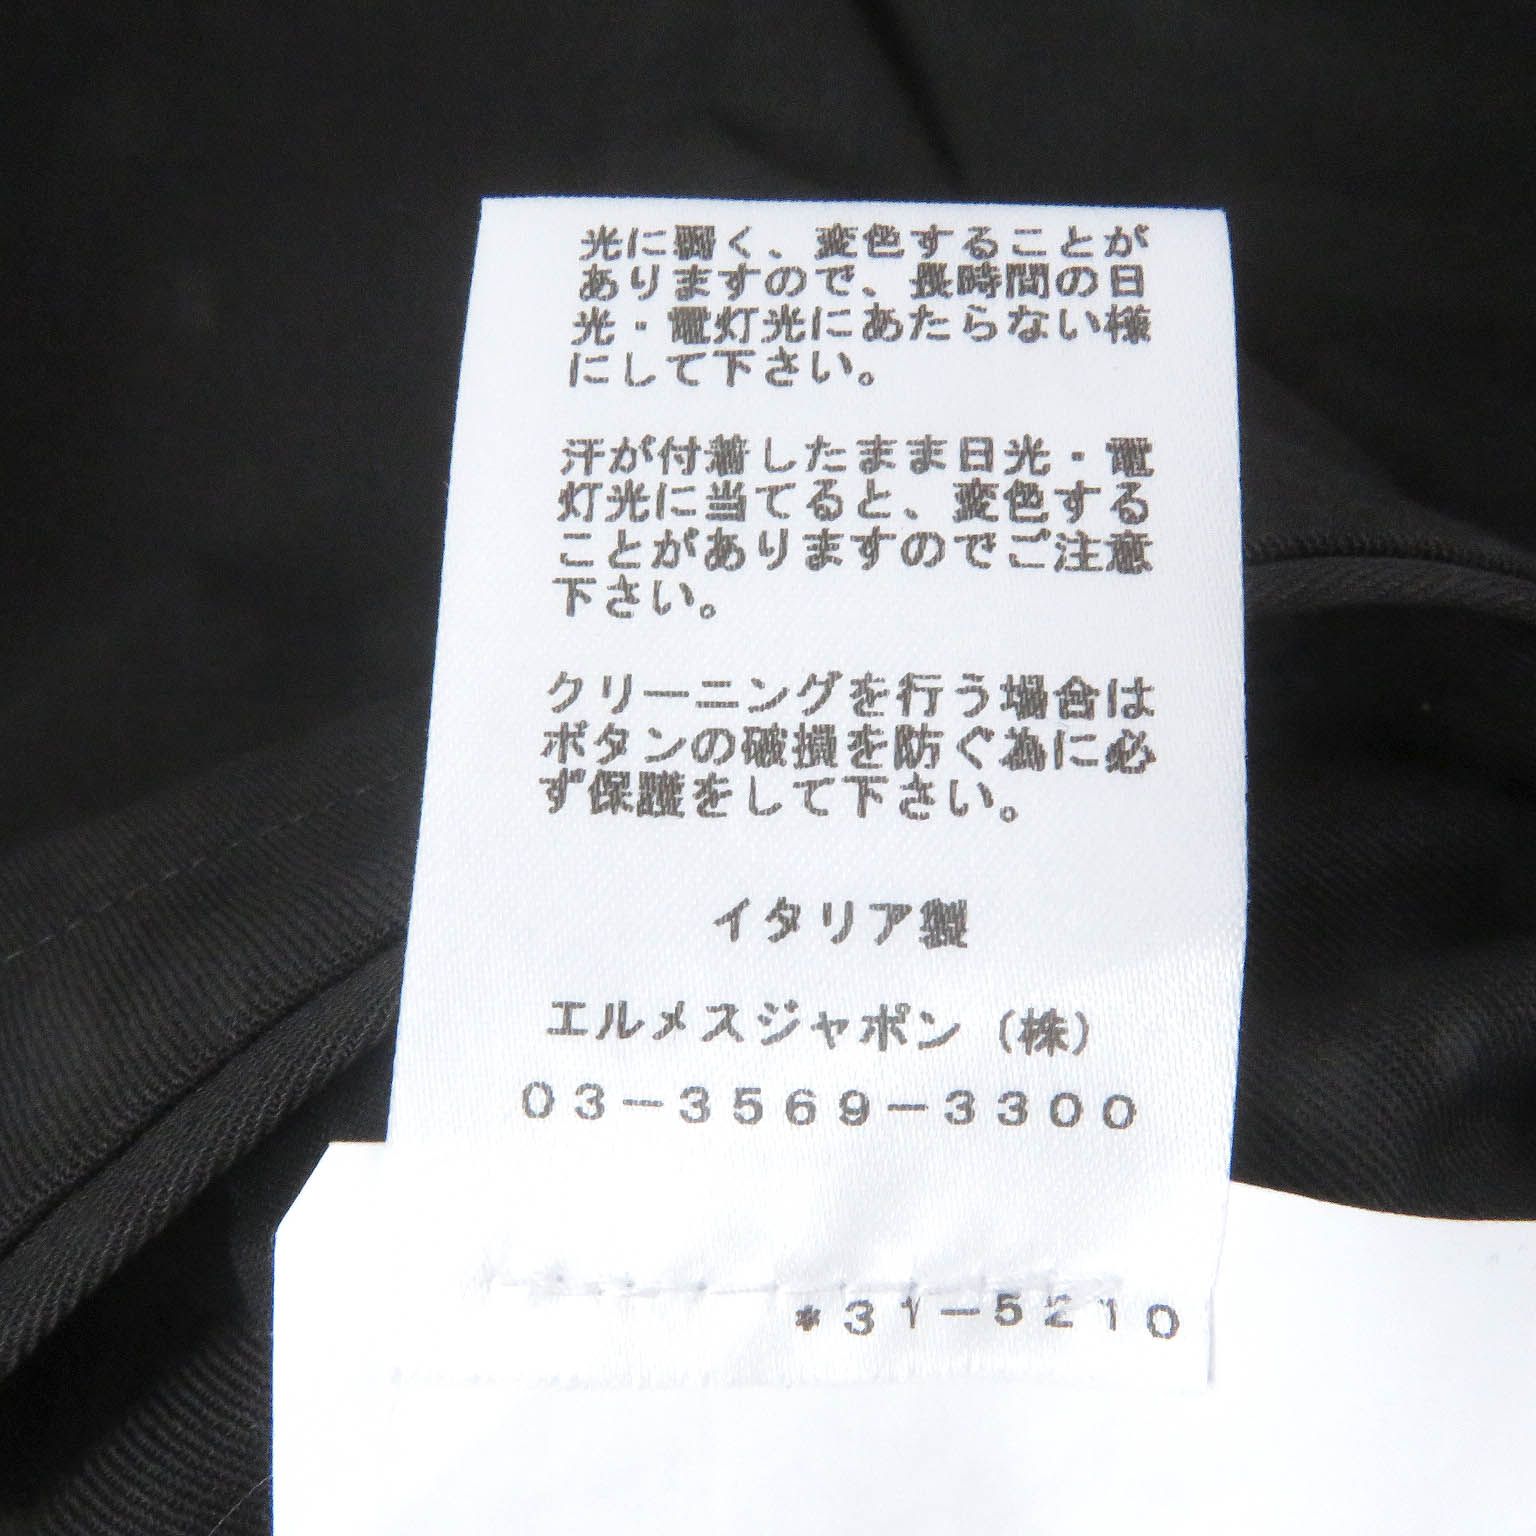 光に弱く、変色することが
ありますので、長時間の日
光・電灯光にあたらない様
にして下さい。
汗が付着したまま日光・電
灯光に当てると、変色する
ことがありますのでご注意
下さい。
クリーニングを行う場合は
ボタンの破損を防ぐ為に必
ず保護をして下さい。
イタリア製
エルメスジャポン（株）
03-3569-3300
*31-5210